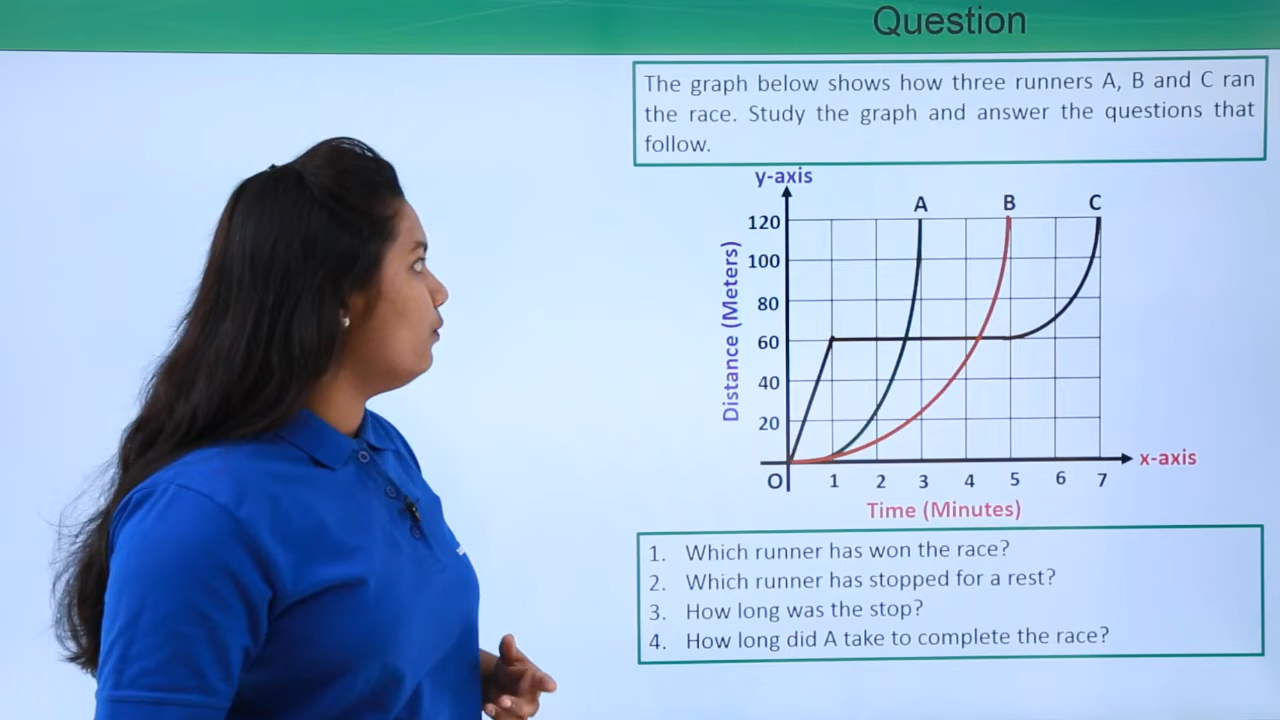 Question
The graph below shows how three runners A, B and C ran
the race. Study the graph and answer the questions that
follow.
y-axis
A B C
120
100
80
60
40
20
Distance (Meters)
O 1 2 3 4 5 6 7
x-axis
Time (Minutes)
1. Which runner has won the race?
2. Which runner has stopped for a rest?
3. How long was the stop?
4. How long did A take to complete the race?